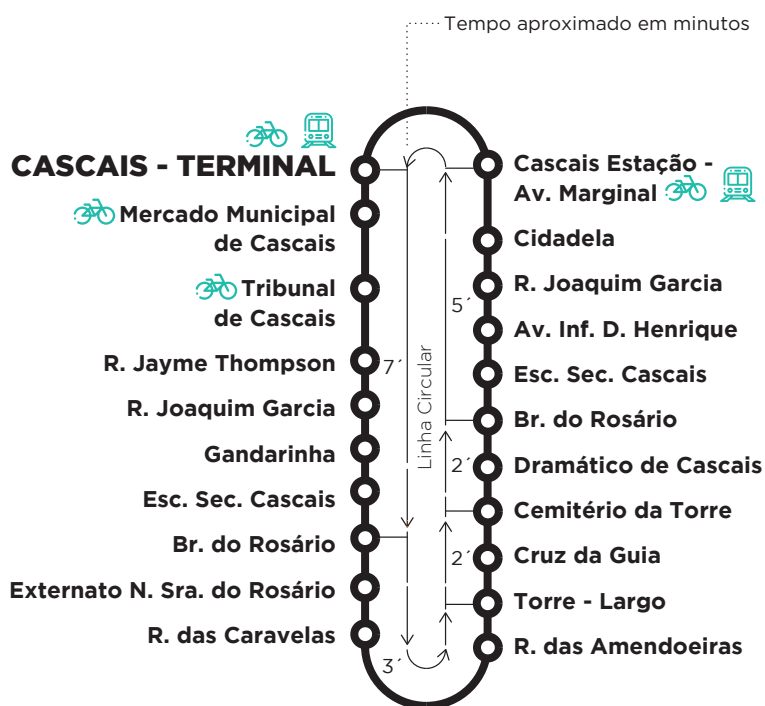 Tempo aproximado em minutos
CASCAIS - TERMINAL
Mercado Municipal
de Cascais
Tribunal
de Cascais
R. Jayme Thompson
R. Joaquim Garcia
Gandarinha
Esc. Sec. Cascais
Br. do Rosário
Externato N. Sra. do Rosário
R. das Caravelas
7´
3´
Linha Circular
5´
2´
2´
Cascais Estação -
Av. Marginal
Cidadela
R. Joaquim Garcia
Av. Inf. D. Henrique
Esc. Sec. Cascais
Br. do Rosário
Dramático de Cascais
Cemitério da Torre
Cruz da Guia
Torre - Largo
R. das Amendoeiras